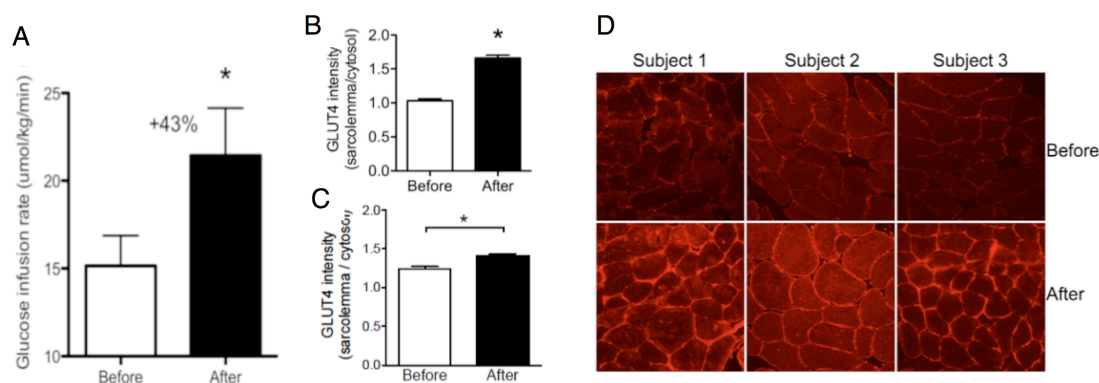 A
Glucose infusion rate (umol/kg/min)
25
20
15
10
+43%
*
Before
After
B
GLUT4 intensity
(sarcolemma/cytosol)
2.0
1.5
1.0
0.5
0.0
*
Before
After
C
GLUT4 intensity
(sarcolemma / cytosol)
2.0
1.5
1.0
0.5
0.0
*
Before
After
D
Subject 1
Subject 2
Subject 3
Before
After